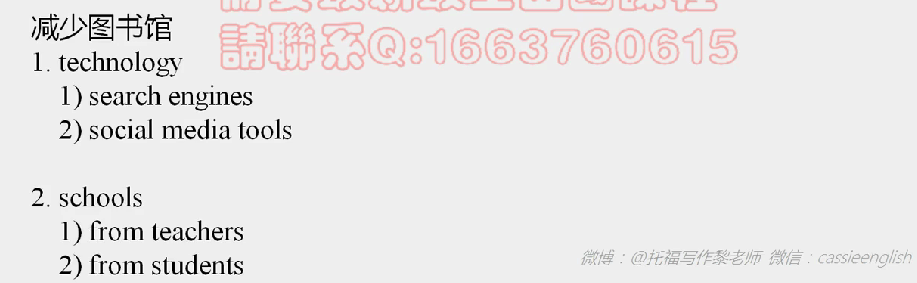 减少图书馆
請聯系Q:1663760615
1. technology
1) search engines
2) social media tools
2. schools
1) from teachers
2) from students
微博：@托福写作黎老师 微信：cassieenglish